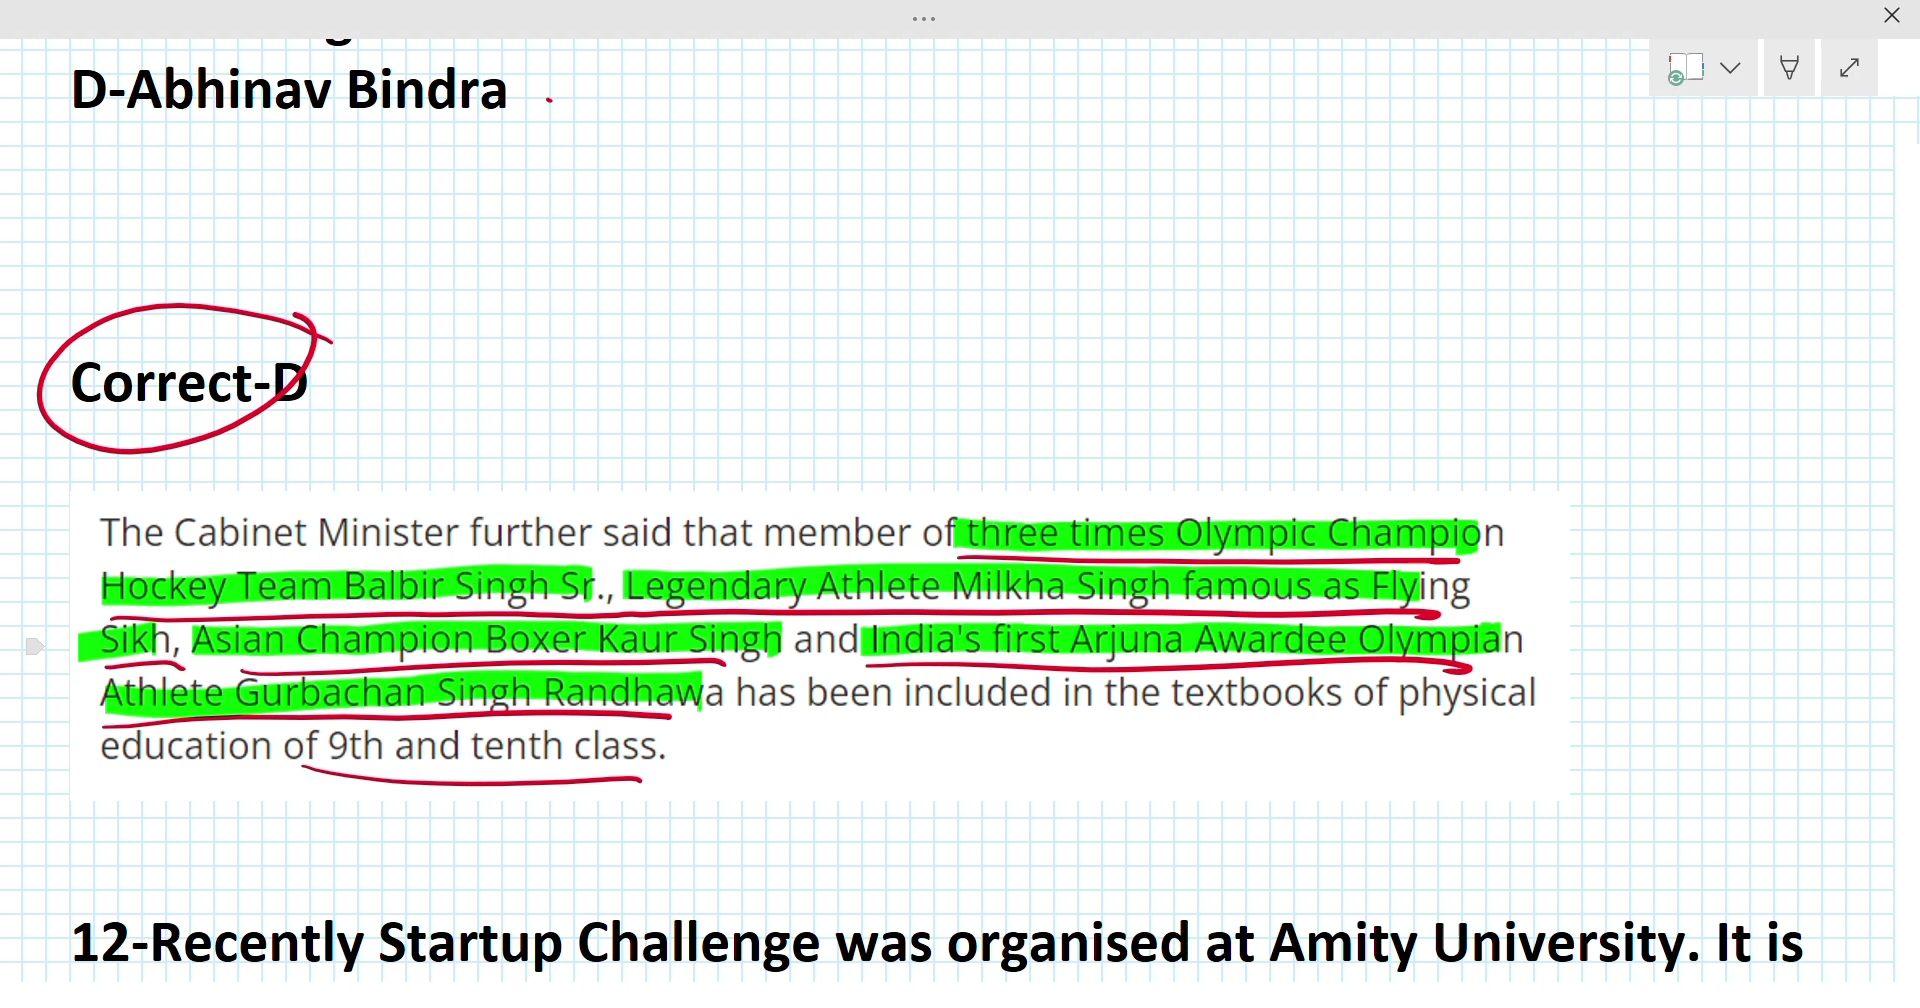 D-Abhinav Bindra
Correct-D
The Cabinet Minister further said that member of three times Olympic Champion
Hockey Team Balbir Singh Sr., Legendary Athlete Milkha Singh famous as Flying
Sikh, Asian Champion Boxer Kaur Singh and India's first Arjuna Awardee Olympian
Athlete Gurbachan Singh Randhawa has been included in the textbooks of physical
education of 9th and tenth class.
12-Recently Startup Challenge was organised at Amity University. It is